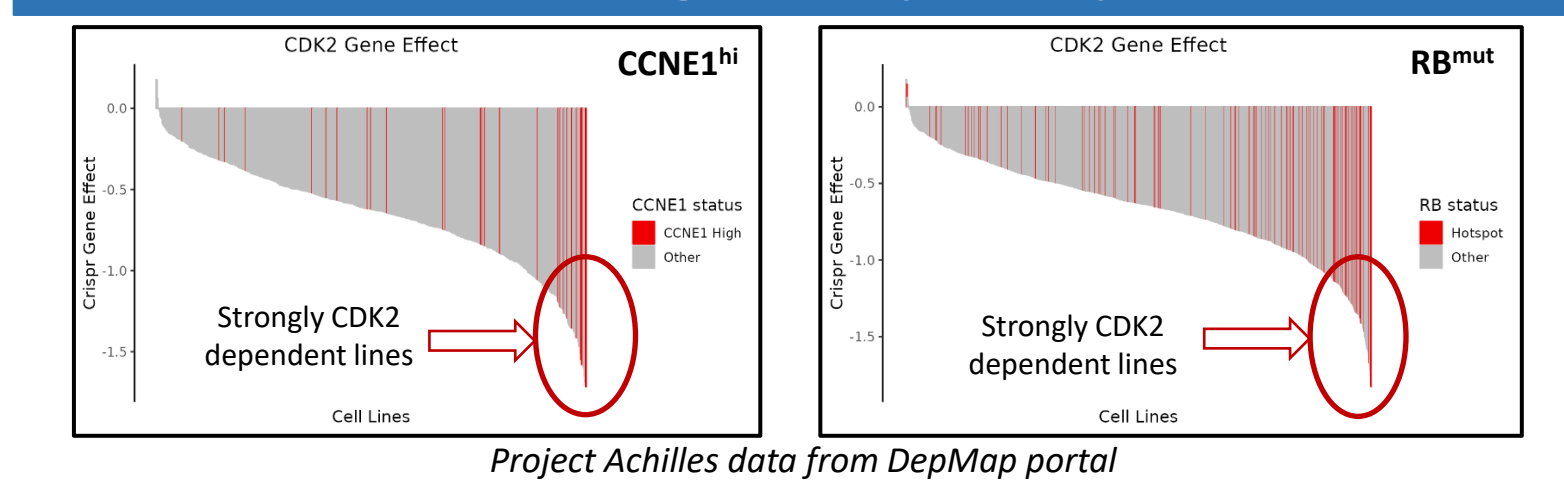 CDK2 Gene Effect
CCNE1hi
0.0
-0.5
-1.0
-1.5
Crispr Gene Effect
CCNE1 status
CCNE1 High
Other
Strongly CDK2
dependent lines
Cell Lines
CDK2 Gene Effect
RBmut
0.0
-0.5
-1.0
-1.5
Crispr Gene Effect
RB status
Hotspot
Other
Strongly CDK2
dependent lines
Cell Lines
Project Achilles data from DepMap portal